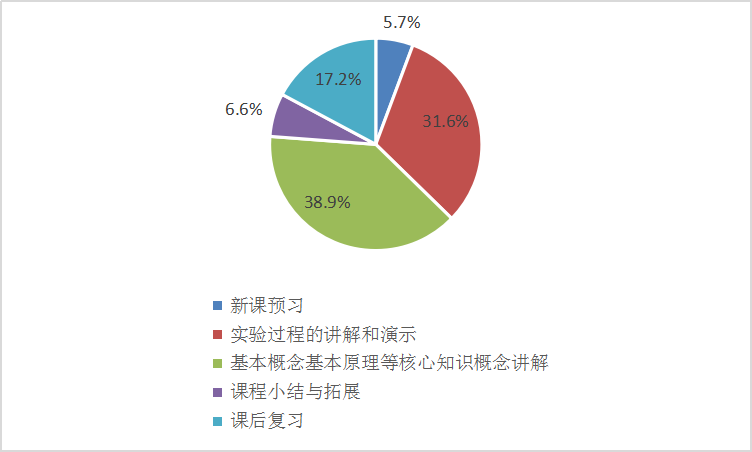 5.7%
31.6%
17.2%
6.6%
38.9%
新课预习
实验过程的讲解和演示
基本概念基本原理等核心知识概念讲解
课程小结与拓展
课后复习